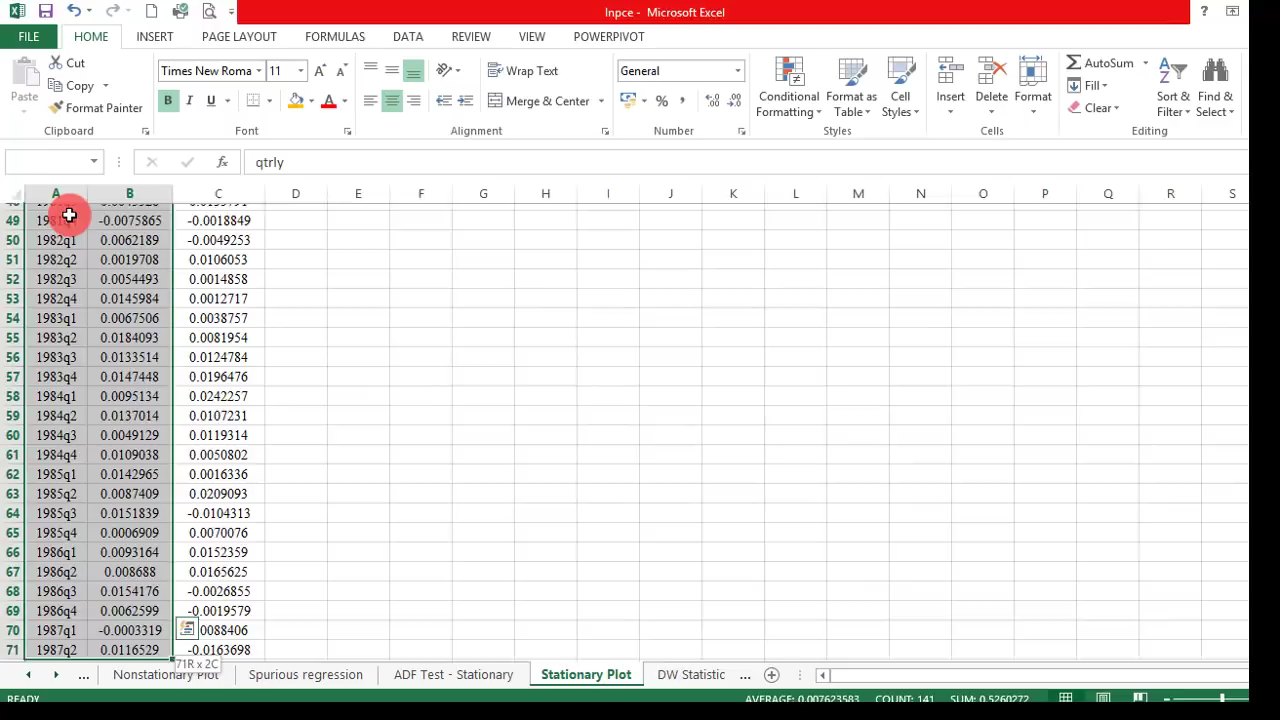 lnpce - Microsoft Excel
?
FILE HOME INSERT PAGE LAYOUT FORMULAS DATA REVIEW VIEW POWERPIVOT
Paste
Cut
Copy
Format Painter
Clipboard
Times New Roma 11
B I U
Font
Wrap Text
Merge & Center
Alignment
General
Number
Conditional Formatting
Format as Table
Cell Styles
Styles
Insert
Delete
Format
Cells
AutoSum
Fill
Clear
Sort & Filter
Find & Select
Editing
fx qtrly
A B C D E F G H I J K L M N O P Q R S
49 -0.0075865 -0.0018849
50 1982q1 0.0062189 -0.0049253
51 1982q2 0.0019708 0.0106053
52 1982q3 0.0054493 0.0014858
53 1982q4 0.0145984 0.0012717
54 1983q1 0.0067506 0.0038757
55 1983q2 0.0184093 0.0081954
56 1983q3 0.0133514 0.0124784
57 1983q4 0.0147448 0.0196476
58 1984q1 0.0095134 0.0242257
59 1984q2 0.0137014 0.0107231
60 1984q3 0.0049129 0.0119314
61 1984q4 0.0109038 0.0050802
62 1985q1 0.0142965 0.0016336
63 1985q2 0.0087409 0.0209093
64 1985q3 0.0151839 -0.0104313
65 1985q4 0.0006909 0.0070076
66 1986q1 0.0093164 0.0152359
67 1986q2 0.008688 0.0165625
68 1986q3 0.0154176 -0.0026855
69 1986q4 0.0062599 -0.0019579
70 1987q1 -0.0003319 0088406
71 1987q2 0.0116529 -0.0163698
71R x 2C
... Nonstationary Plot Spurious regression ADF Test - Stationary Stationary Plot DW Statistic ...
READY AVERAGE: 0.007623583 COUNT: 141 SUM: 0.5260272